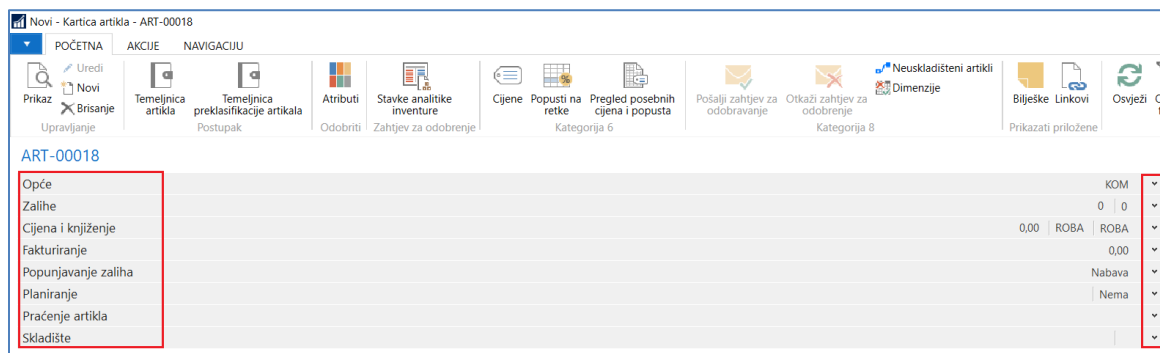 Novi - Kartica artikla - ART-00018
POČETNA AKCIJE NAVIGACIJU
Prikaz
Uredi
Novi
Brisanje
Upravljanje
Temeljnica artikla
Temeljnica preklasifikacije artikala
Postupak
Atributi
Odobriti
Stavke analitike inventure
Zahtjev za odobrenje
Cijene
Popusti na retke
Pregled posebnih cijena i popusta
Kategorija 6
Pošalji zahtjev za odobravanje
Otkaži zahtjev za odobrenje
Neuskladišteni artikli
Dimenzije
Kategorija 8
Bilješke
Linkovi
Prikazati priložene
Osvježi
ART-00018
Opće KOM
Zalihe 0 0
Cijena i knjiženje 0,00 ROBA ROBA
Fakturiranje 0,00
Popunjavanje zaliha Nabava
Planiranje Nema
Praćenje artikla
Skladište